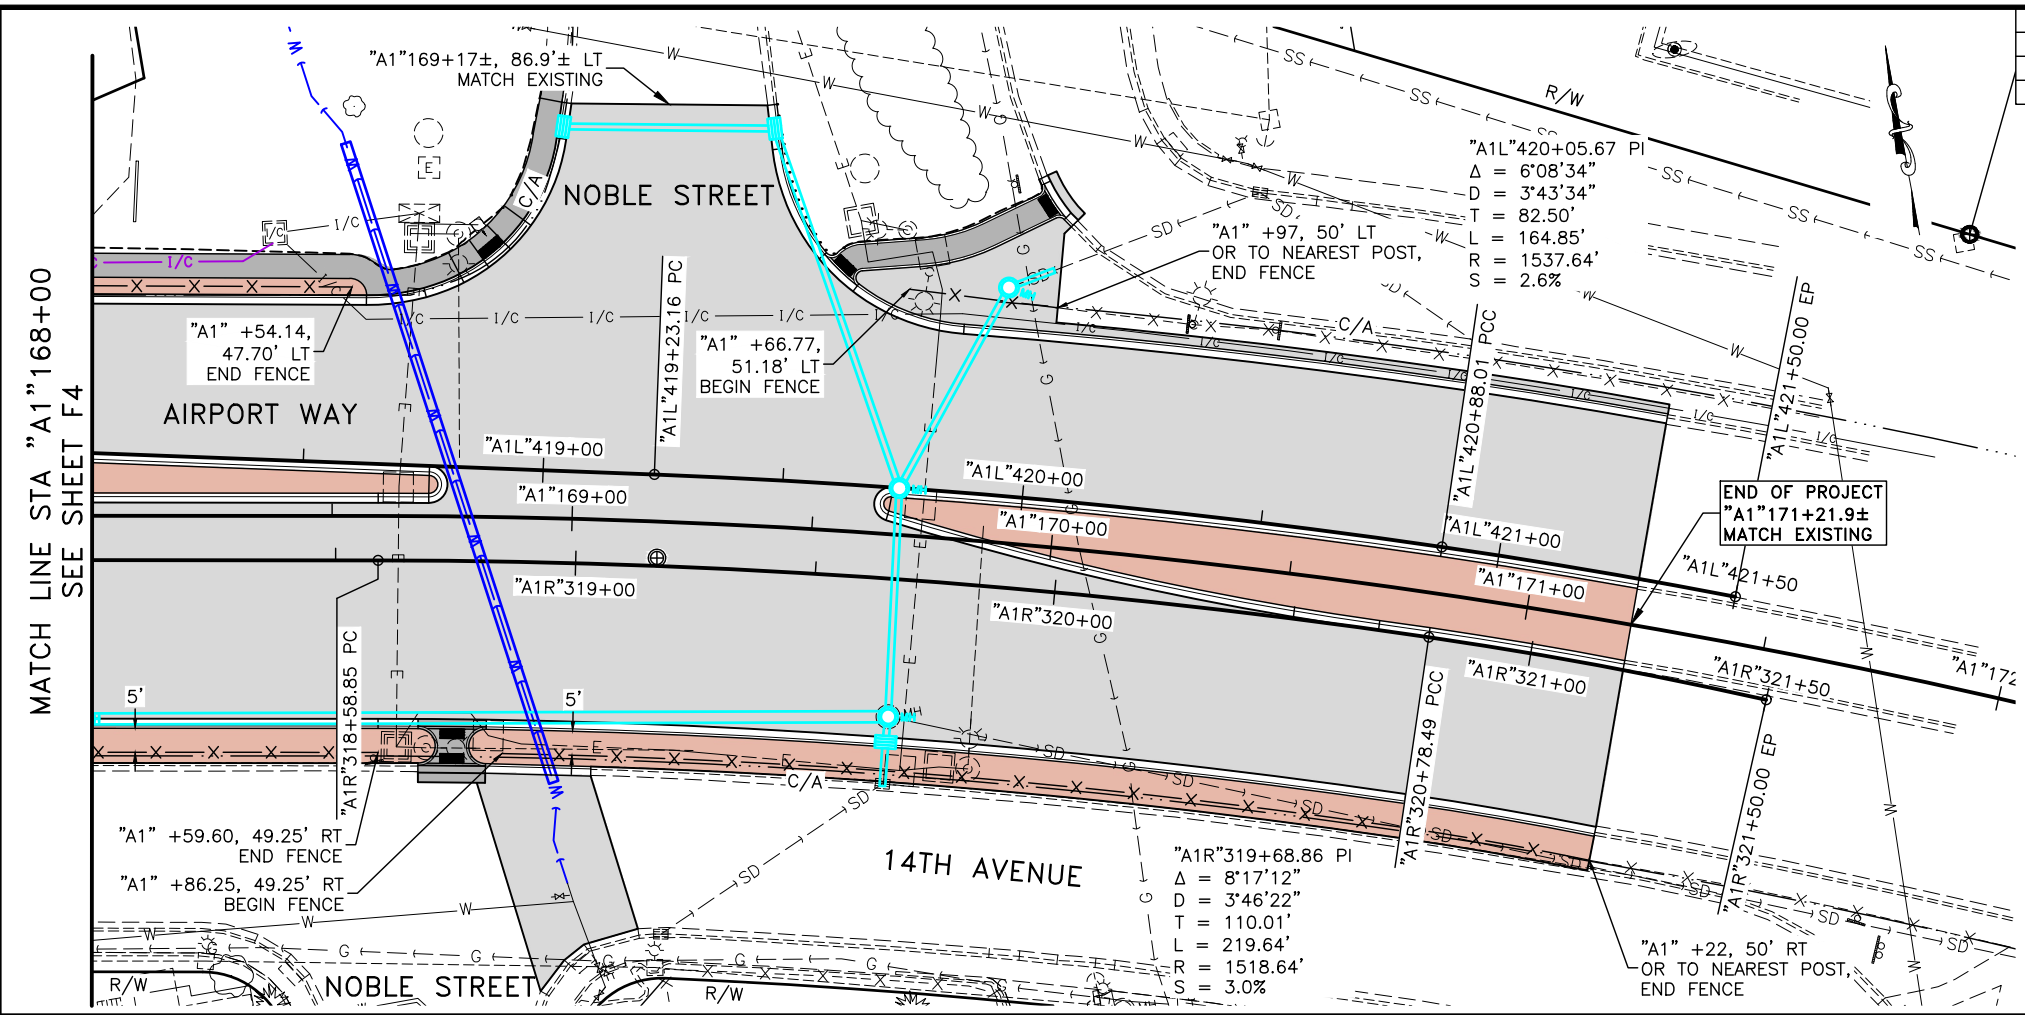 "A1"169+17±, 86.9'± LT
MATCH EXISTING
R/W
"A1L"420+05.67 PI
Δ = 6°08'34"
D = 3°43'34"
T = 82.50'
L = 164.85'
R = 1537.64'
S = 2.6%
NOBLE STREET
C/A
"A1" +97, 50' LT
OR TO NEAREST POST,
END FENCE
MATCH LINE STA "A1"168+00
SEE SHEET F4
"A1" +54.14,
47.70' LT
END FENCE
"A1L"419+23.16 PC
"A1" +66.77,
51.18' LT
BEGIN FENCE
C/A
"A1L"420+88.01 PCC
"A1L"421+50.00 EP
AIRPORT WAY
"A1L"419+00
"A1"169+00
"A1L"420+00
"A1"170+00
"A1L"421+00
END OF PROJECT
"A1"171+21.9±
MATCH EXISTING
"A1L"421+50
"A1"171+00
"A1R"319+00
"A1R"320+00
"A1R"321+00
"A1R"321+50
"A1"172
5'
5'
"A1R"318+58.85 PC
"A1R"320+78.49 PCC
"A1R"321+50.00 EP
C/A
"A1" +59.60, 49.25' RT
END FENCE
"A1" +86.25, 49.25' RT
BEGIN FENCE
14TH AVENUE
"A1R"319+68.86 PI
Δ = 8°17'12"
D = 3°46'22"
T = 110.01'
L = 219.64'
R = 1518.64'
S = 3.0%
"A1" +22, 50' RT
OR TO NEAREST POST,
END FENCE
R/W
NOBLE STREET
R/W